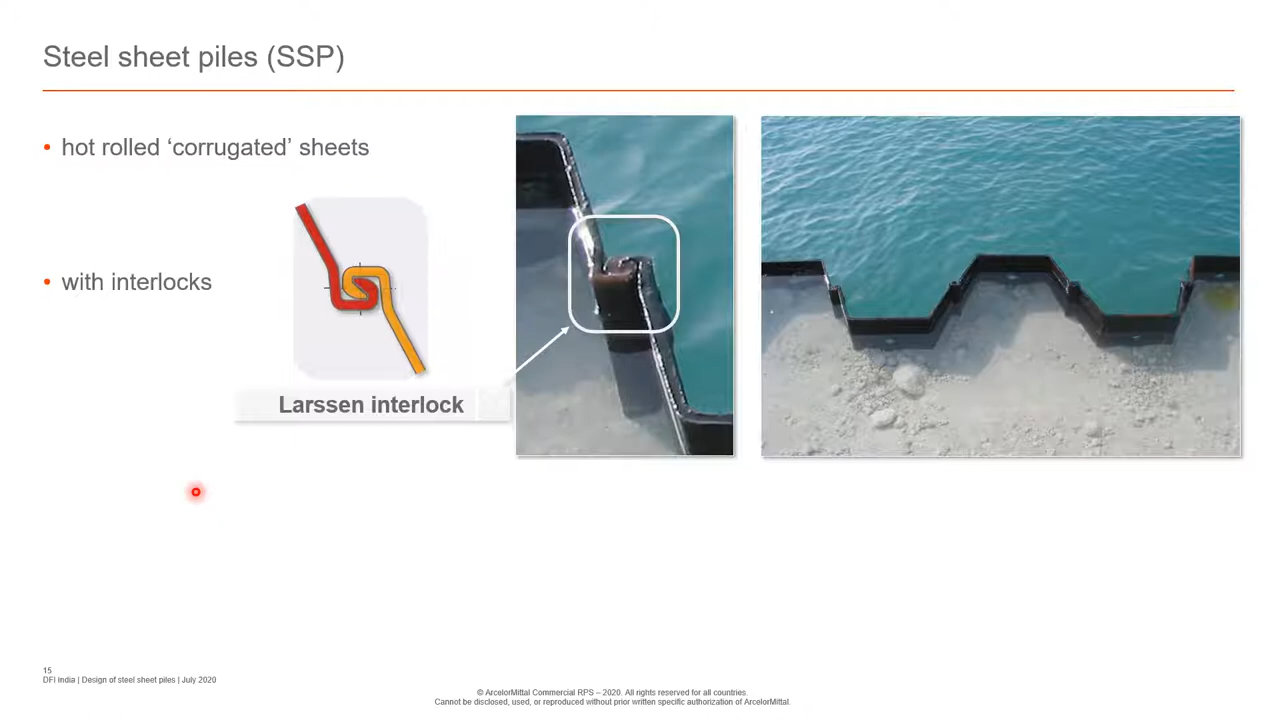 Steel sheet piles (SSP)
• hot rolled ‘corrugated’ sheets
• with interlocks
Larssen interlock
15
DFI India | Design of steel sheet piles | July 2020
© ArcelorMittal Commercial RPS – 2020. All rights reserved for all countries.
Cannot be disclosed, used, or reproduced without prior written specific authorization of ArcelorMittal.